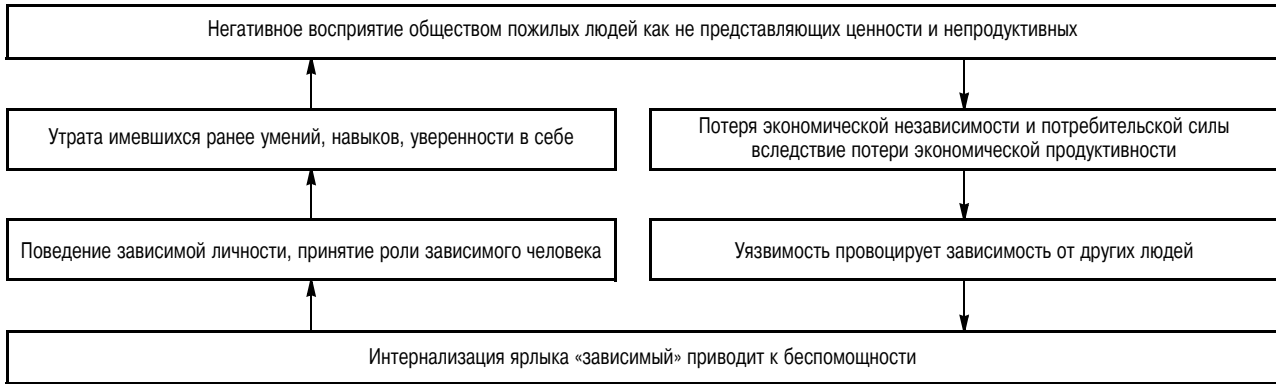 Негативное восприятие обществом пожилых людей как не представляющих ценности и непродуктивных
Утрата имевшихся ранее умений, навыков, уверенности в себе
Потеря экономической независимости и потребительской силы
вследствие потери экономической продуктивности
Поведение зависимой личности, принятие роли зависимого человека
Уязвимость провоцирует зависимость от других людей
Интернализация ярлыка «зависимый» приводит к беспомощности